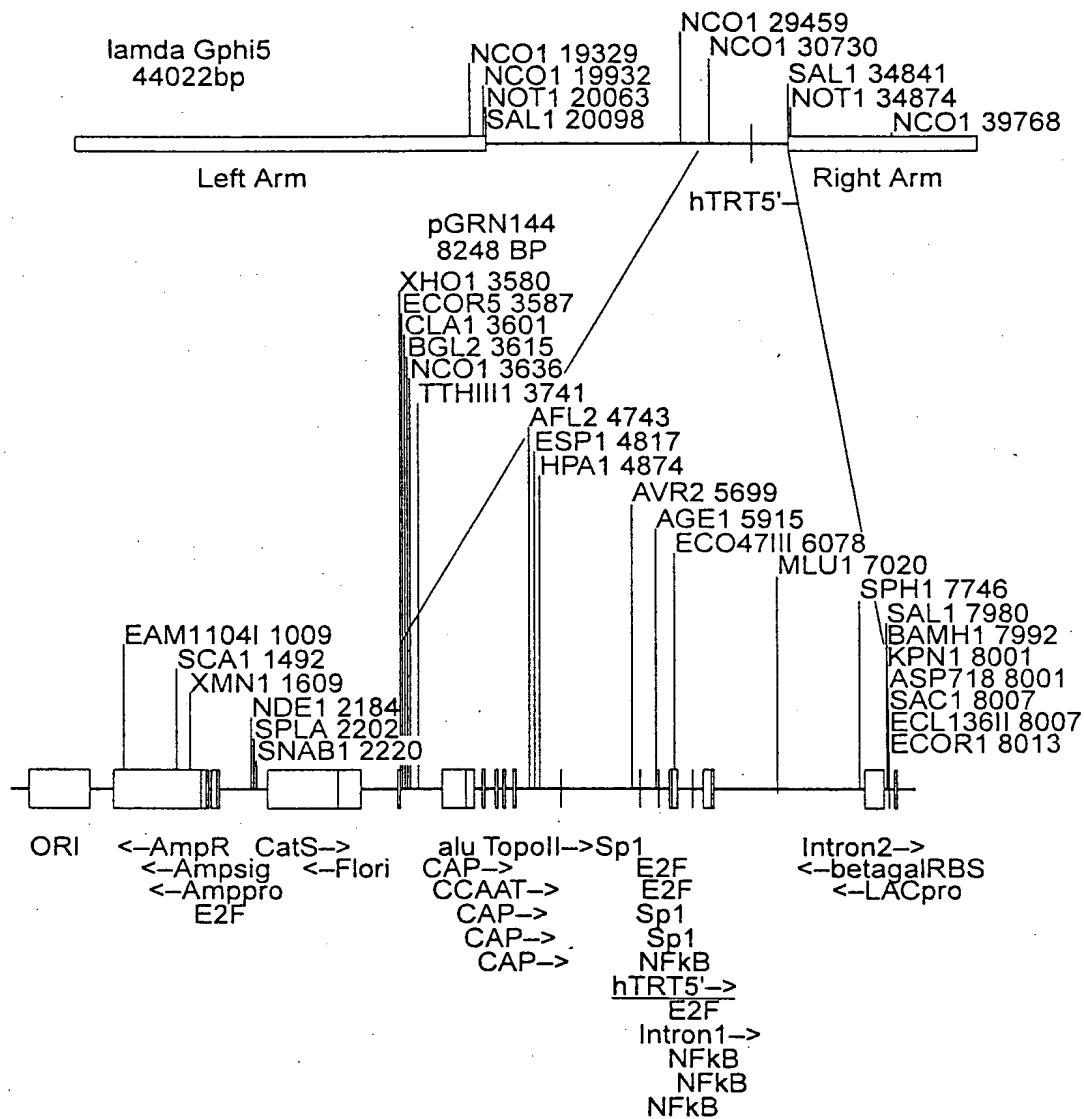 lamda Gphi5
44022bp
NCO1 19329
NCO1 19932
NOT1 20063
SAL1 20098
NCO1 29459
NCO1 30730
SAL1 34841
NOT1 34874
NCO1 39768
Left Arm
Right Arm
hTRT5'–
pGRN144
8248 BP
XHO1 3580
ECOR5 3587
CLA1 3601
BGL2 3615
NCO1 3636
TTHIII1 3741
AFL2 4743
ESP1 4817
HPA1 4874
AVR2 5699
AGE1 5915
ECO47III 6078
MLU1 7020
SPH1 7746
SAL1 7980
BAMH1 7992
KPN1 8001
ASP718 8001
SAC1 8007
ECL136II 8007
ECOR1 8013
EAM1104I 1009
SCA1 1492
XMN1 1609
NDE1 2184
SPLA 2202
SNAB1 2220
ORI <–AmpR CatS–> alu TopoII–>Sp1 Intron2–>
<–Ampsig <–Flori CAP–> E2F <–betagalRBS
<–Amppro CCAAT–> E2F <–LACpro
E2F CAP–> Sp1
CAP–> Sp1
CAP–> NFkB
hTRT5'–>
E2F
Intron1–>
NFkB
NFkB
NFkB